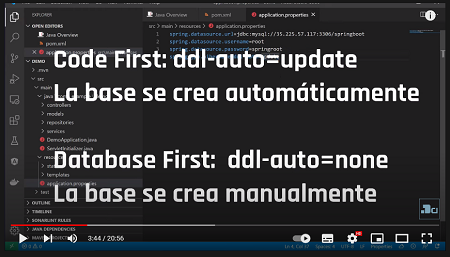 EXPLORER
Java Overview
pom.xml
application.properties
OPEN EDITORS
src > main > resources > application.properties
Java Overview
spring.datasource.url=jdbc:mysql://35.225.57.117:3306/springboot
pom.xml
spring.datasource.username=root
application.properties
spring.datasource.password=springroot
Code First: ddl-auto=update
DEMO
.mvn
src
main
La base se crea automáticamente
controllers
models
repositories
services
DemoApplication.java
ServletInitializer.java
Database First: ddl-auto=none
templates
application.properties
La base se crea manualmente
test
OUTLINE
TIMELINE
SONARLINT RULES
JAVA DEPENDENCIES
3:44 / 20:56